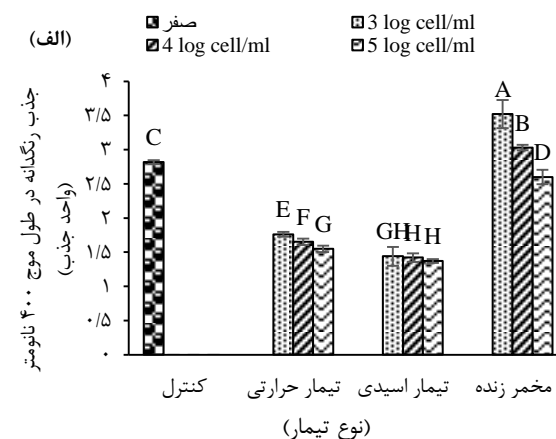 (الف)
صفر
3 log cell/ml
4 log cell/ml
5 log cell/ml
جذب رنگدانه در طول موج ۴۰۰ نانومتر
(واحد جذب)
۴
۳/۵
۳
۲/۵
۲
۱/۵
۱
۰/۵
۰
C
E
F
G
GH
H
H
A
B
D
کنترل
تیمار حرارتی
تیمار اسیدی
مخمر زنده
(نوع تیمار)